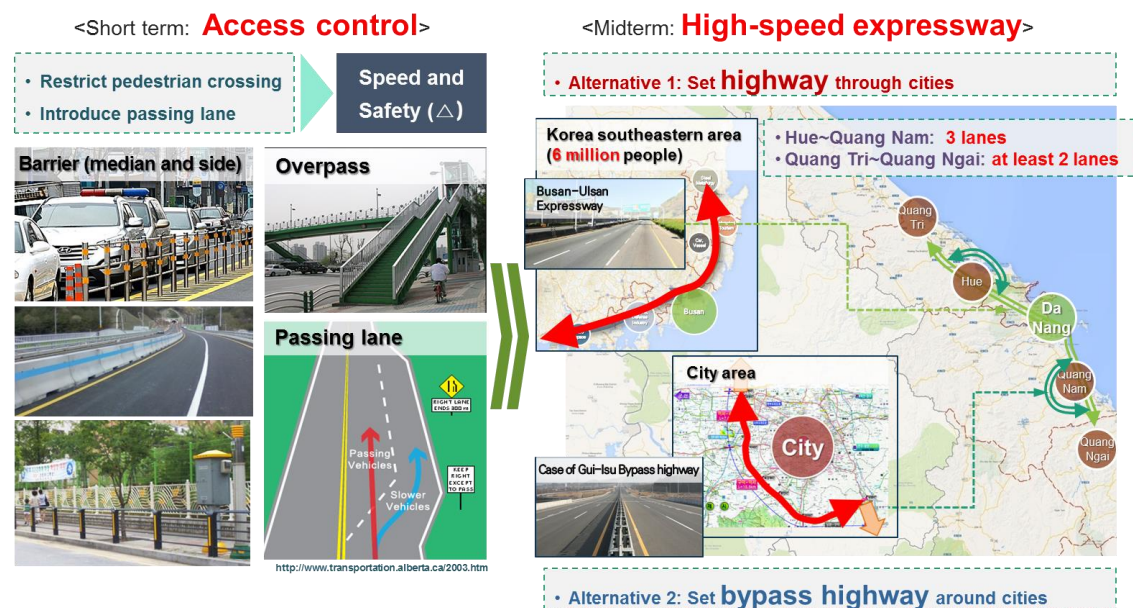 <Short term: Access control>
• Restrict pedestrian crossing
• Introduce passing lane
Speed and
Safety (△)
Barrier (median and side)
Overpass
Passing lane
RIGHT LANE
ENDS 300 m
Passing
Vehicles
Slower
Vehicles
KEEP
RIGHT
EXCEPT
TO PASS
http://www.transportation.alberta.ca/2003.htm
<Midterm: High-speed expressway>
• Alternative 1: Set highway through cities
Korea southeastern area
(6 million people)
Busan-Ulsan
Expressway
Busan
• Hue~Quang Nam: 3 lanes
• Quang Tri~Quang Ngai: at least 2 lanes
Quang
Tri
Hue
Da
Nang
Quang
Nam
Quang
Ngai
City area
City
Case of Gui-Isu Bypass highway
• Alternative 2: Set bypass highway around cities